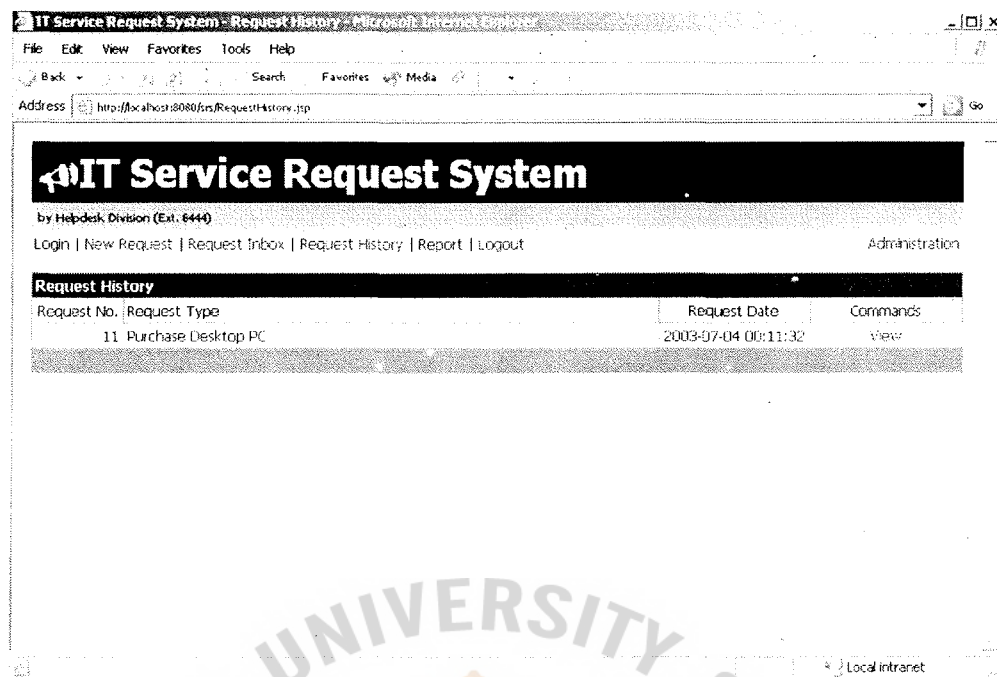 IT Service Request System - Request History - Microsoft Internet Explorer
File Edit View Favorites Tools Help
Back Search Favorites Media
Address http://localhost:8080/srs/RequestHistory.jsp Go
IT Service Request System
by Helpdesk Division (Ext. 6444)
Login | New Request | Request Inbox | Request History | Report | Logout Administration
Request History
Request No. Request Type Request Date Commands
11 Purchase Desktop PC 2003-07-04 00:11:32 View
UNIVERSITY
Local intranet